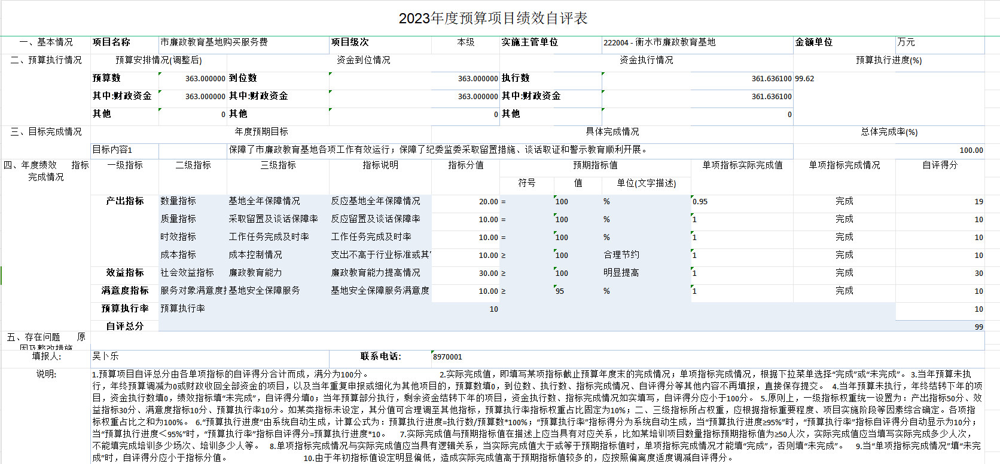 2023年度预算项目绩效自评表
一、基本情况 项目名称 市廉政教育基地购买服务费 项目级次 本级 实施主管单位 222004 - 衡水市廉政教育基地 金额单位 万元
二、预算执行情况 预算安排情况(调整后) 资金到位情况 资金执行情况 预算执行进度(%)
预算数 363.000000 到位数 363.000000 执行数 361.636100 99.62
其中:财政资金 363.000000 其中:财政资金 363.000000 其中:财政资金 361.636100
其他 0 其他 0 其他 0
三、目标完成情况 年度预期目标 具体完成情况 总体完成率(%)
目标内容1 保障了市廉政教育基地各项工作有效运行；保障了纪委监委采取留置措施、谈话取证和警示教育顺利开展。 100.00
四、年度绩效 指标完成情况 一级指标 二级指标 三级指标 指标说明 指标分值 预期指标值 单项指标实际完成值 单项指标完成情况 自评得分
符号 值 单位(文字描述)
产出指标 数量指标 基地全年保障情况 反应基地全年保障情况 20.00 = 100 % 0.95 完成 19
质量指标 采取留置及谈话保障率 反应留置及谈话保障率 10.00 = 100 % 1 完成 10
时效指标 工作任务完成及时率 工作任务完成及时率 10.00 = 100 % 1 完成 10
成本指标 成本控制情况 支出不高于行业标准或其 10.00 ≥ 100 合理节约 1 完成 10
效益指标 社会效益指标 廉政教育能力 廉政教育能力提高情况 30.00 ≥ 100 明显提高 1 完成 30
满意度指标 服务对象满意度 基地安全保障服务 基地安全保障服务满意度 10.00 ≥ 95 % 1 完成 10
预算执行率 预算执行率 10 10
自评总分 99
五、存在问题 原因及整改措施
填报人: 吴卜乐 联系电话: 8970001
说明: 1.预算项目自评总分由各单项指标的自评得分合计而成，满分为100分。 2.实际完成值，即填写某项指标截止预算年度末的完成情况；单项指标完成情况，根据下拉菜单选择“完成”或“未完成”。 3.当年预算未执
行，年终预算调减为0或财政收回全部资金的项目，以及当年重复申报或细化为其他项目的，预算数填0，到位数、执行数、指标完成情况、自评得分等其他内容不再填报，直接保存提交。 4.当年预算未执行，年终结转下年的项
目，资金执行数填0，绩效指标填“未完成”，自评得分填0；当年预算部分执行，剩余资金结转下年的项目，资金执行数、指标完成情况如实填写，自评得分应小于100分。 5.原则上，一级指标权重统一设置为：产出指标50分、效
益指标30分、满意度指标10分、预算执行率10分。如某类指标未设定，其分值可合理调至其他指标，预算执行率指标权重占比固定为10%；二、三级指标所占权重，应根据指标重要程度、项目实施阶段等因素综合确定。各项指
标权重占比之和为100%。 6.“预算执行进度”由系统自动生成，计算公式为：预算执行进度=执行数/预算数*100%；“预算执行率”指标得分为系统自动生成，当“预算执行进度≥95%”时，“预算执行率”指标自评得分自动显示为10分；
当“预算执行进度＜95%”时，“预算执行率”指标自评得分=预算执行进度*10。 7.实际完成值与预期指标值在描述上应当具有对应关系，比如某培训项目数量指标预期指标值为≥50人次，实际完成值应当填写实际完成多少人次，
不能填完成培训多少场次、培训多少人等。 8.单项指标完成情况与实际完成值应当具有逻辑关系，当实际完成值大于或等于预期指标值时，单项指标完成情况才能填“完成”，否则填“未完成”。 9.当“单项指标完成情况”填“未完
成”时，自评得分应小于指标分值。 10.由于年初指标值设定明显偏低，造成实际完成值高于预期指标值较多的，应按照偏离度适度调减自评得分。